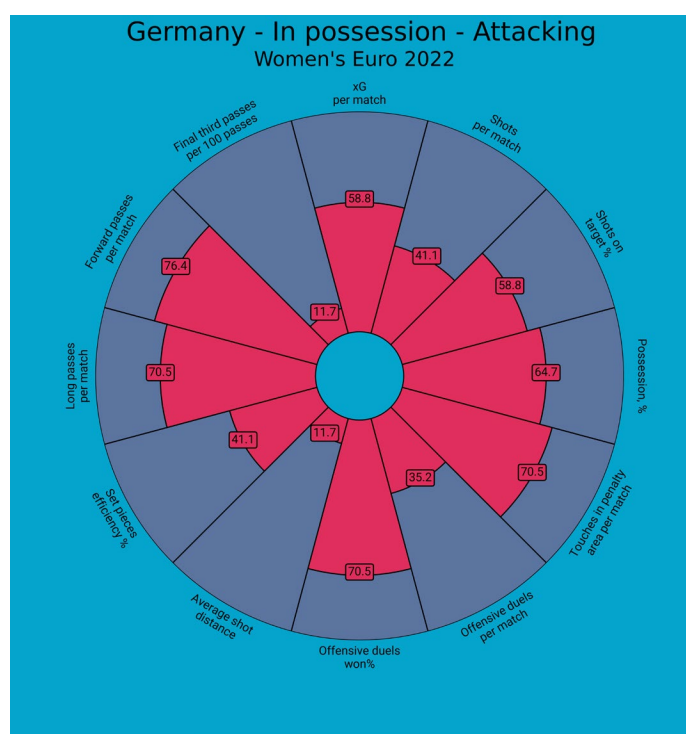 Germany - In possession - Attacking
Women's Euro 2022
xG
per match
58.8
Shots
per match
41.1
Shots on
target %
58.8
Possession, %
64.7
Touches in penalty
area per match
70.5
Offensive duels
per match
35.2
Offensive duels
won%
70.5
Average shot
distance
11.7
Set pieces
efficiency %
41.1
Long passes
per match
70.5
Forward passes
per match
76.4
Final third passes
per 100 passes
11.7